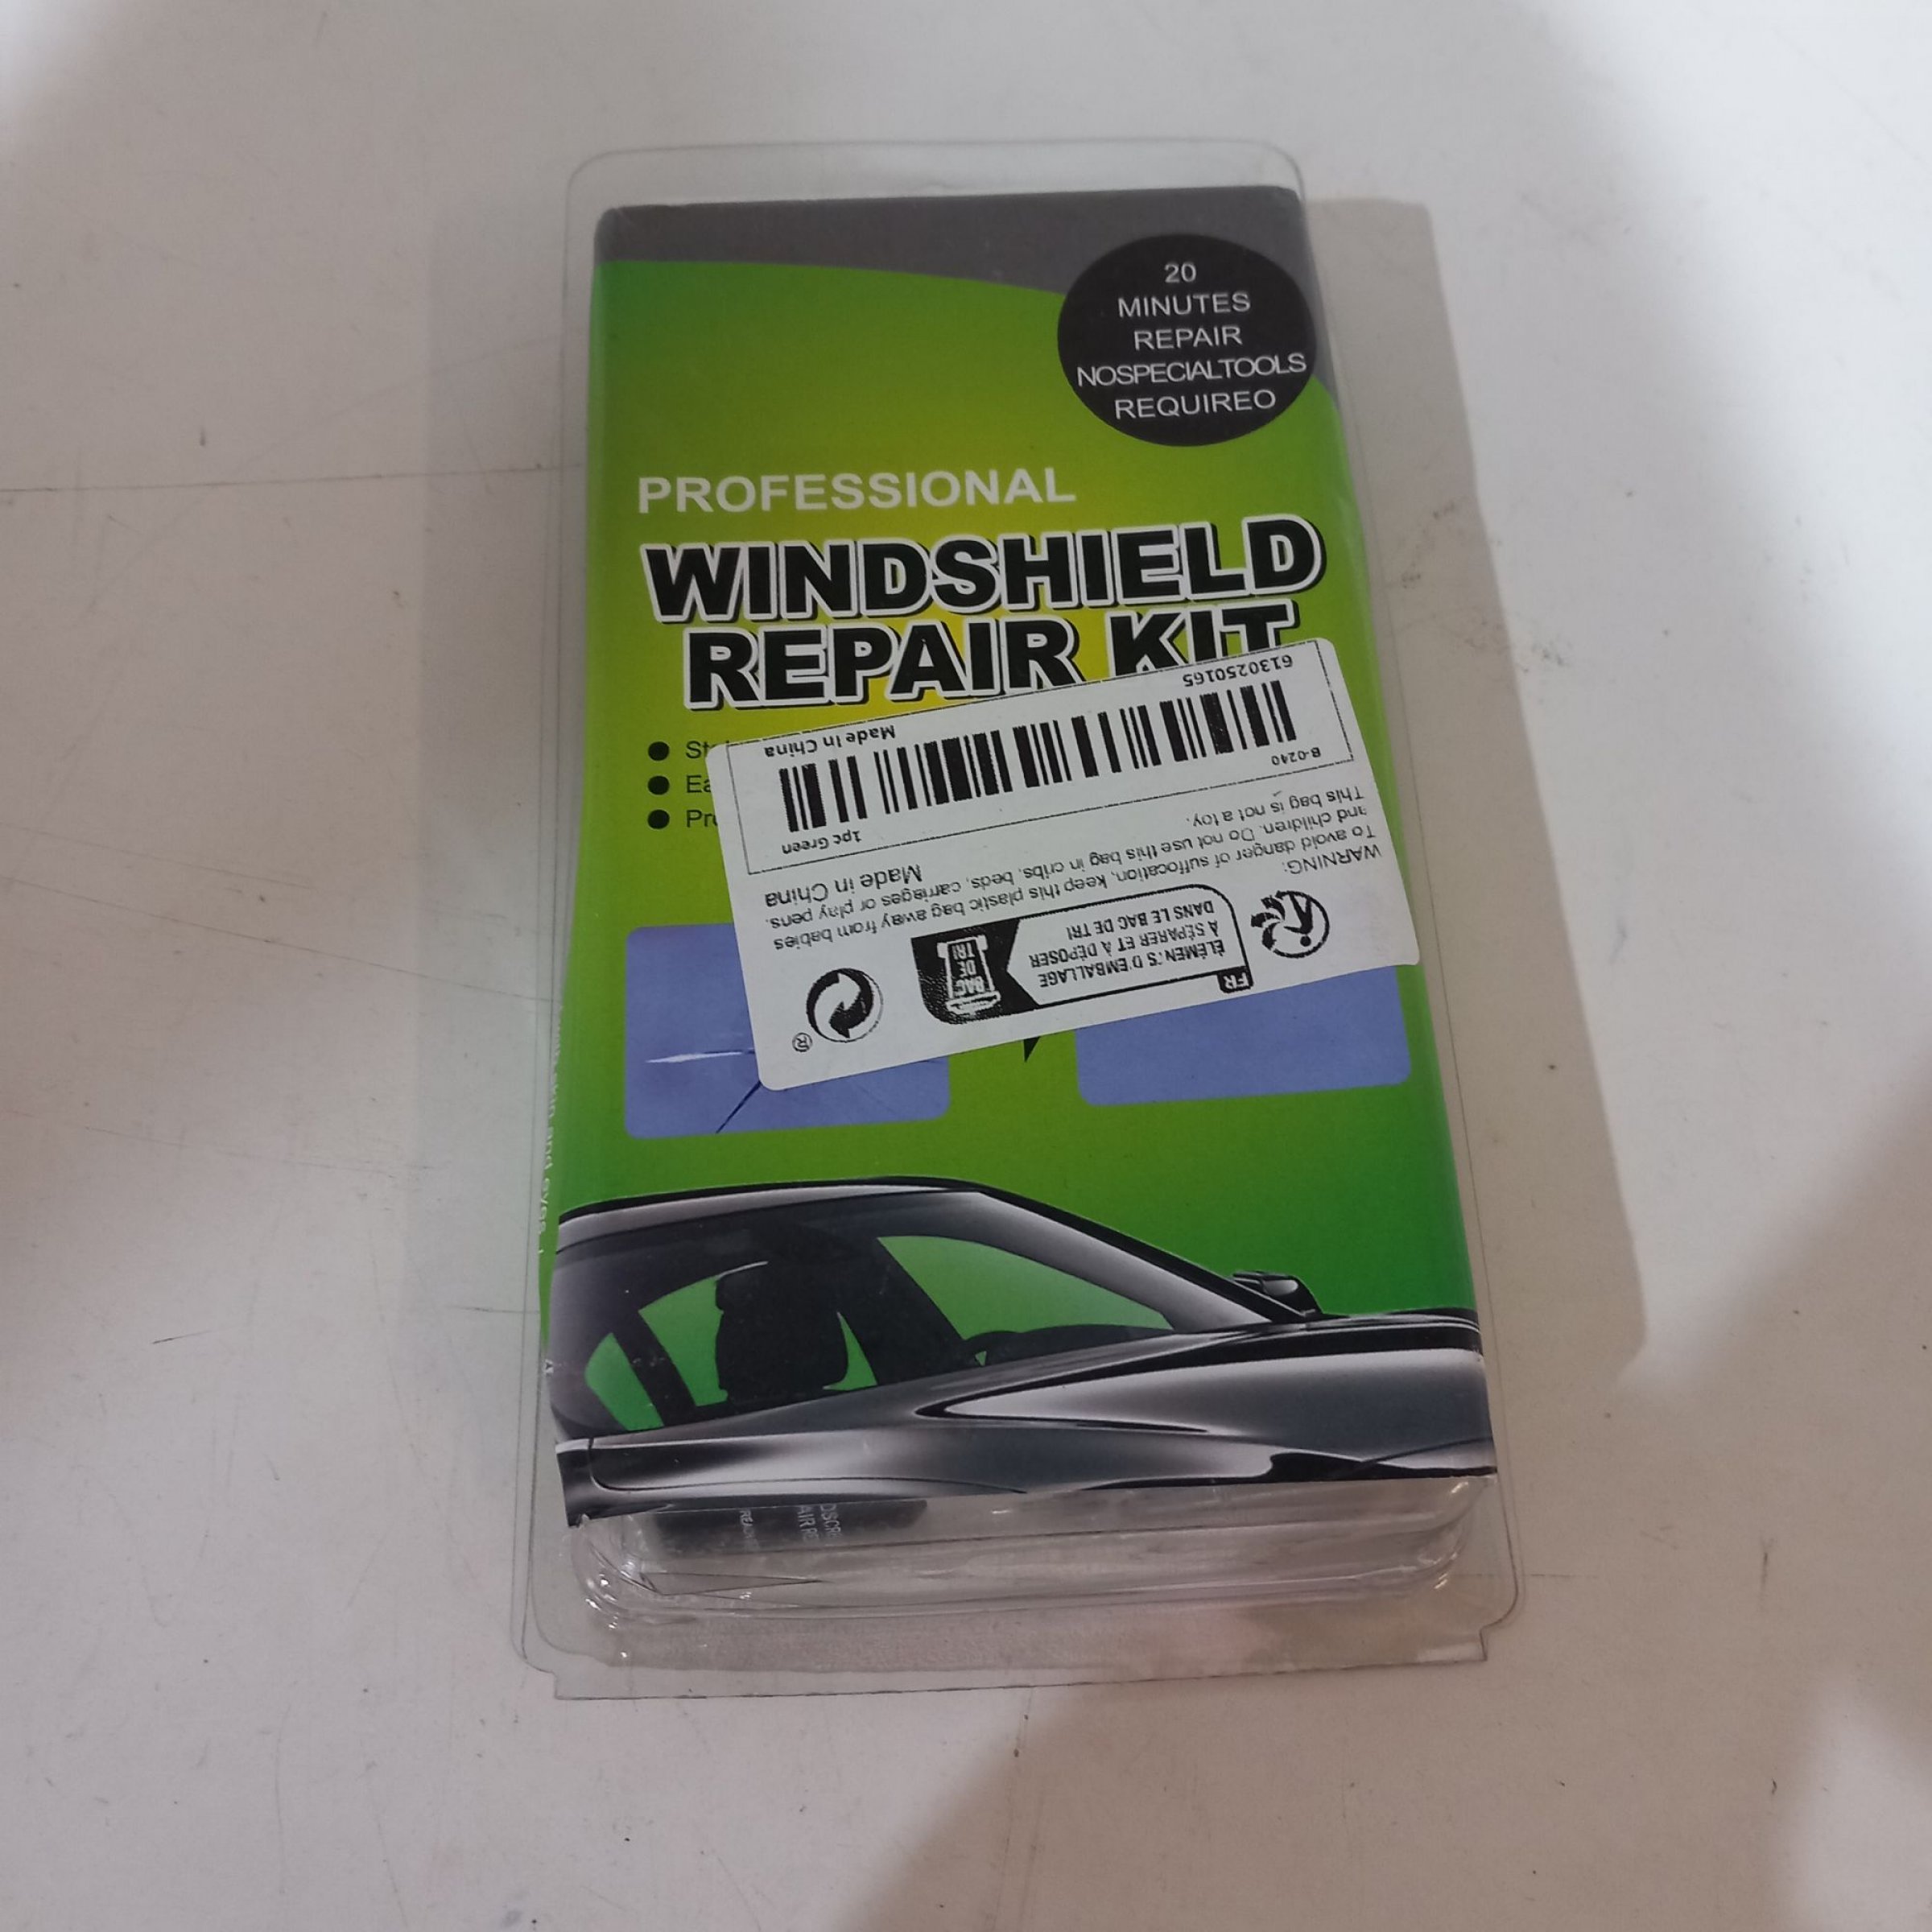 20
MINUTES
REPAIR
NOSPECIALTOOLS
REQUIREO
PROFESSIONAL
WINDSHIELD
REPAIR KIT
®
FR
ÉLÉMENTS D'EMBALLAGE
À SÉPARER ET À DÉPOSER
DANS LE BAC DE TRI
BAC
DE
TRI
WARNING:
To avoid danger of suffocation, keep this plastic bag away from babies
and children. Do not use this bag in cribs, beds, carriages or play pens.
This bag is not a toy.
Made in China
B-0240
1pc Green
6130250165
Made In China
skin and eyes